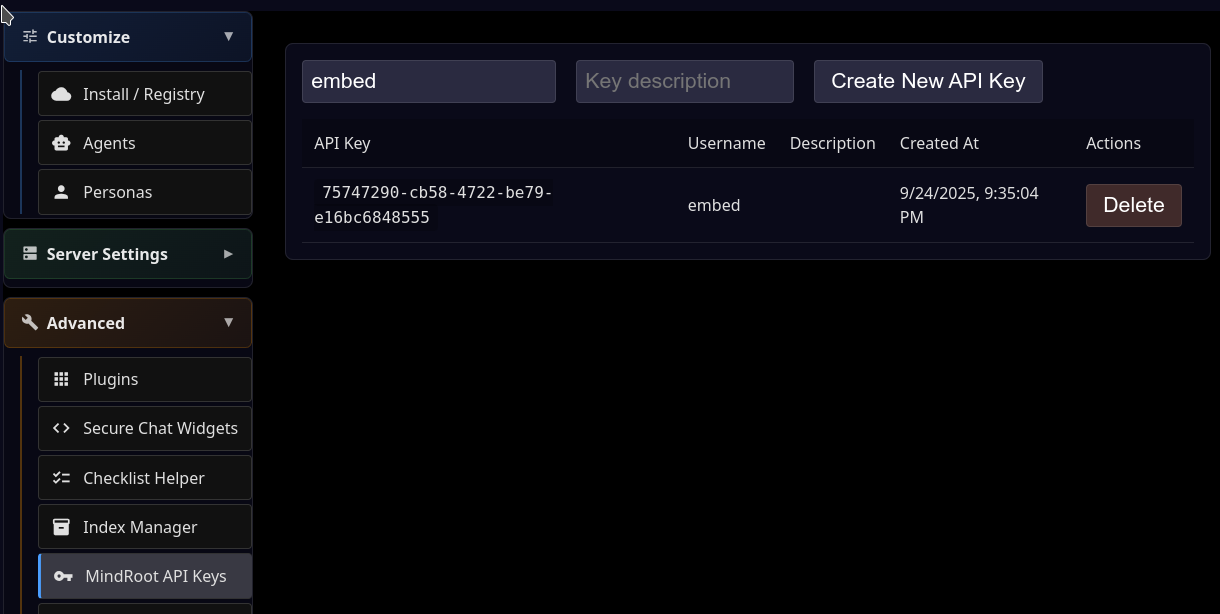 Customize
Install / Registry
Agents
Personas
Server Settings
Advanced
Plugins
Secure Chat Widgets
Checklist Helper
Index Manager
MindRoot API Keys
embed
Key description
Create New API Key
API Key
Username
Description
Created At
Actions
75747290-cb58-4722-be79-
e16bc6848555
embed
9/24/2025, 9:35:04
PM
Delete